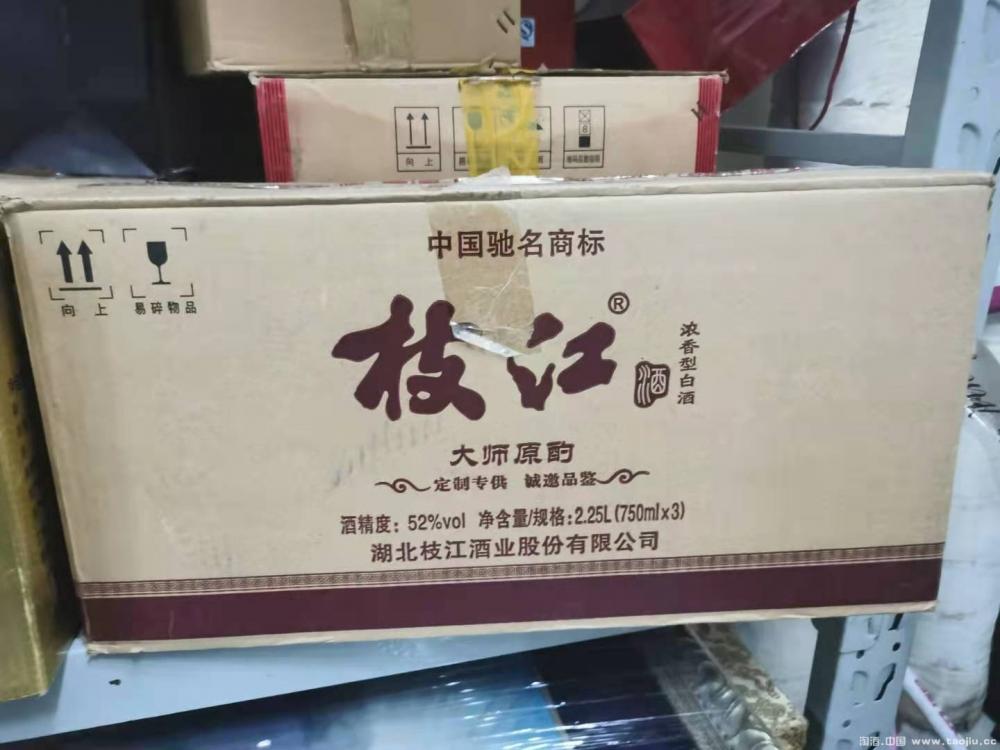 向 上
中国驰名商标
向 上
易碎物品
枝江®
酒
浓香型白酒
大师原酌
定制专供 诚邀品鉴
酒精度：52%vol 净含量/规格：2.25L(750mlx3)
湖北枝江酒业股份有限公司
淘酒.中国 www.taojiu.cc